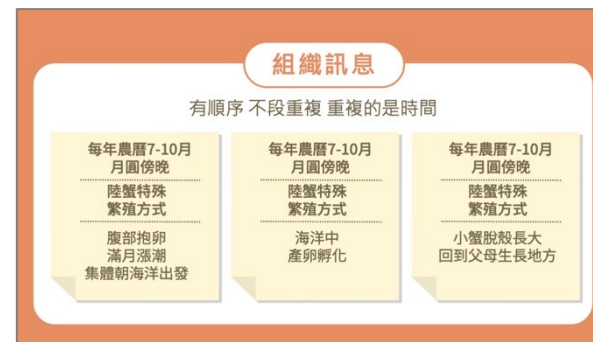 組織訊息
有順序 不段重複 重複的是時間
每年農曆7-10月
月圓傍晚
陸蟹特殊
繁殖方式
腹部抱卵
滿月漲潮
集體朝海洋出發
每年農曆7-10月
月圓傍晚
陸蟹特殊
繁殖方式
海洋中
產卵孵化
每年農曆7-10月
月圓傍晚
陸蟹特殊
繁殖方式
小蟹脫殼長大
回到父母生長地方